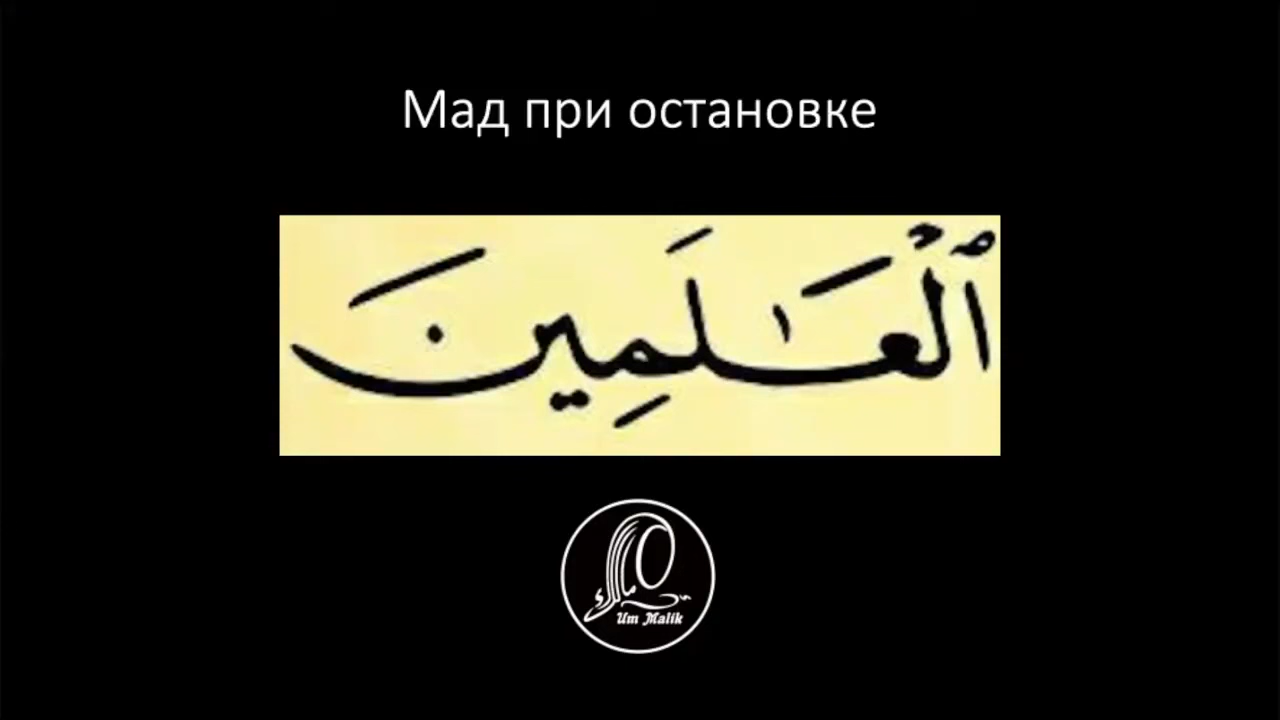 Мад при остановке
ٱلْعَـٰلَمِينَ
Um Malik